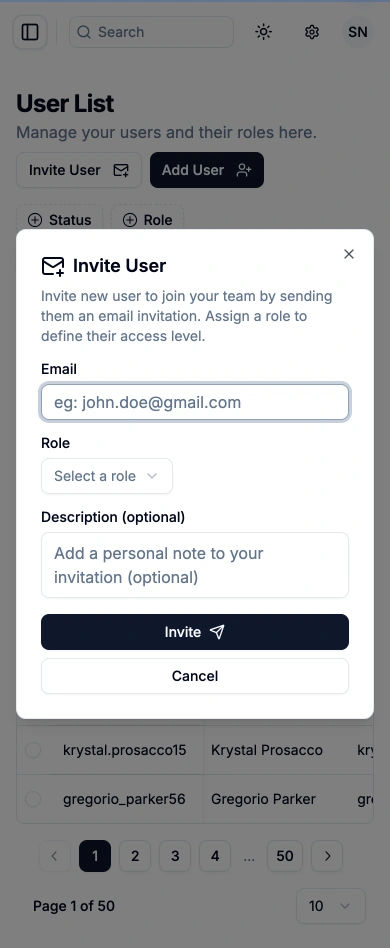 Search
SN
User List
Manage your users and their roles here.
Invite User
Add User
Status
Role
Invite User
Invite new user to join your team by sending
them an email invitation. Assign a role to
define their access level.
Email
eg: john.doe@gmail.com
Role
Select a role
Description (optional)
Add a personal note to your
invitation (optional)
Invite
Cancel
krystal.prosacco15 Krystal Prosacco kry
gregorio_parker56 Gregorio Parker gre
1 2 3 4 ... 50
Page 1 of 50
10